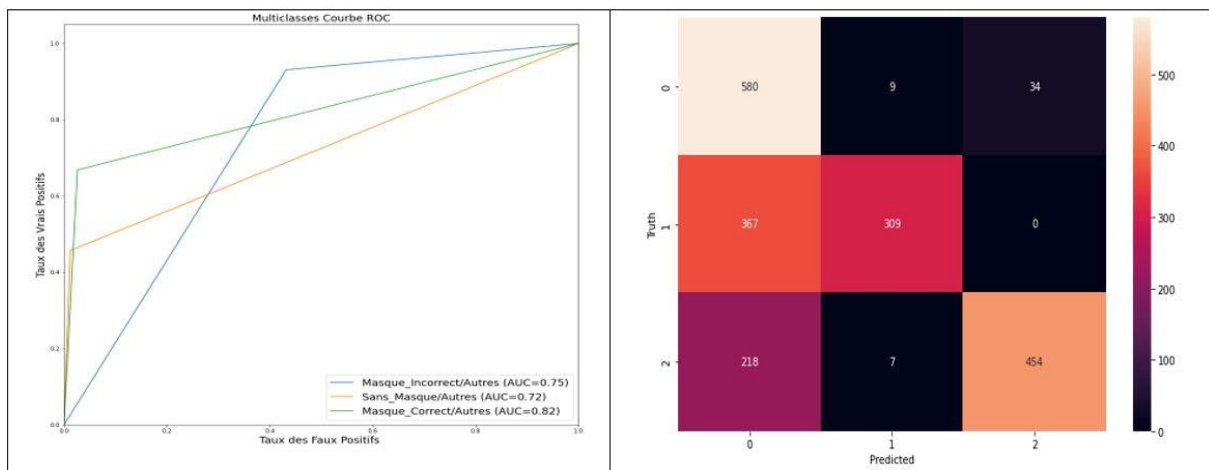 Multiclasses Courbe ROC
1.0
0.8
0.6
0.4
0.2
0.0
Taux des Vrais Positifs
0.0 0.2 0.4 0.6 0.8 1.0
Taux des Faux Positifs
Masque_Incorrect/Autres (AUC=0.75)
Sans_Masque/Autres (AUC=0.72)
Masque_Correct/Autres (AUC=0.82)
Truth
0
1
2
580 9 34
367 309 0
218 7 454
0 1 2
Predicted
500
400
300
200
100
0